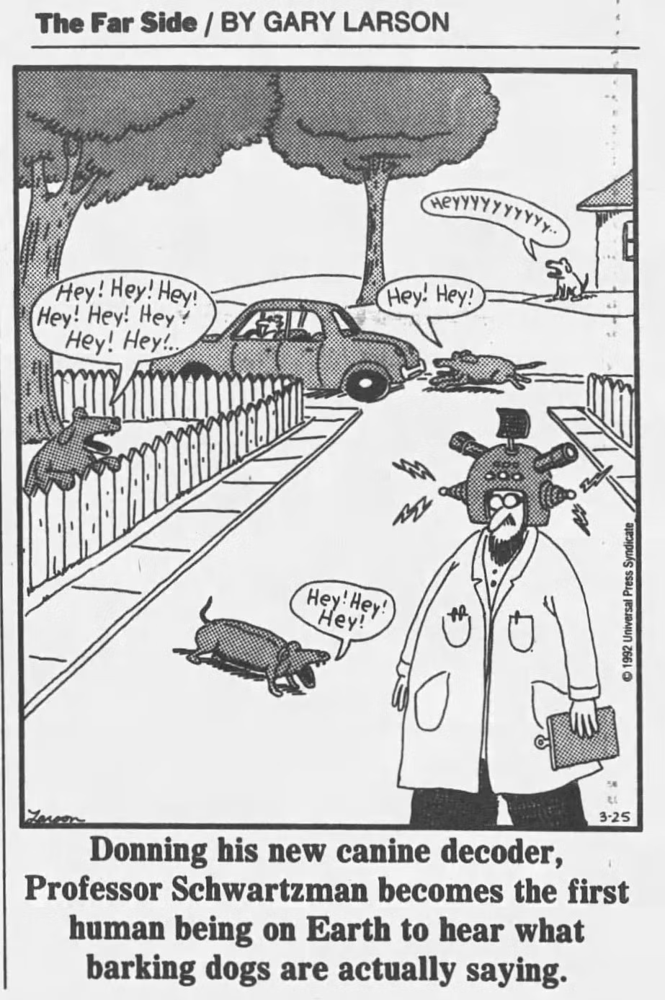 The Far Side / BY GARY LARSON
Heyyyyyyyyyyy..
Hey! Hey! Hey!
Hey! Hey! Hey!
Hey! Hey!..
Hey! Hey!
Hey! Hey!
Hey!
© 1992 Universal Press Syndicate
Larson
3-25
Donning his new canine decoder,
Professor Schwartzman becomes the first
human being on Earth to hear what
barking dogs are actually saying.